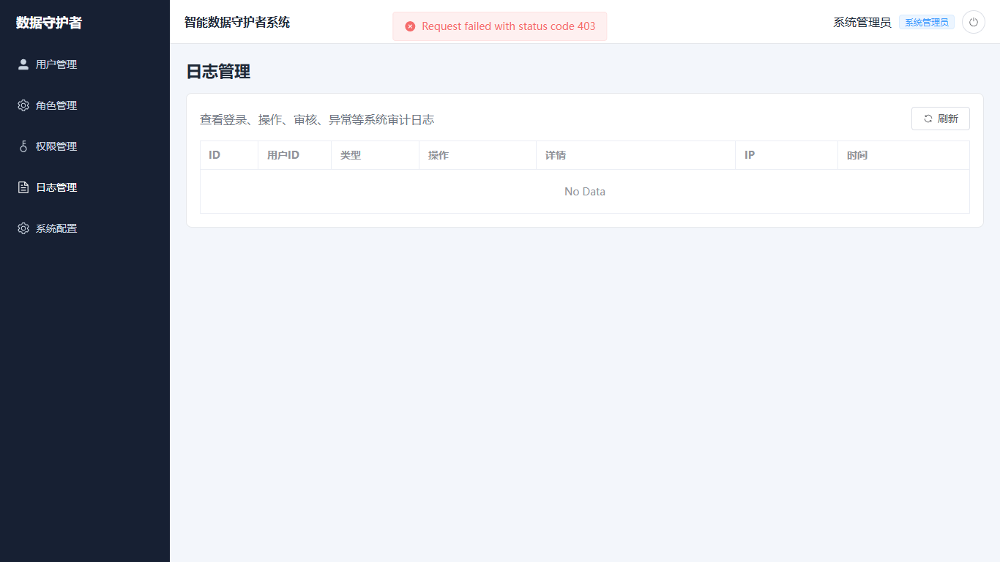 数据守护者
用户管理
角色管理
权限管理
日志管理
系统配置
智能数据守护者系统
Request failed with status code 403
系统管理员
系统管理员
日志管理
查看登录、操作、审核、异常等系统审计日志
刷新
ID 用户ID 类型 操作 详情 IP 时间
No Data